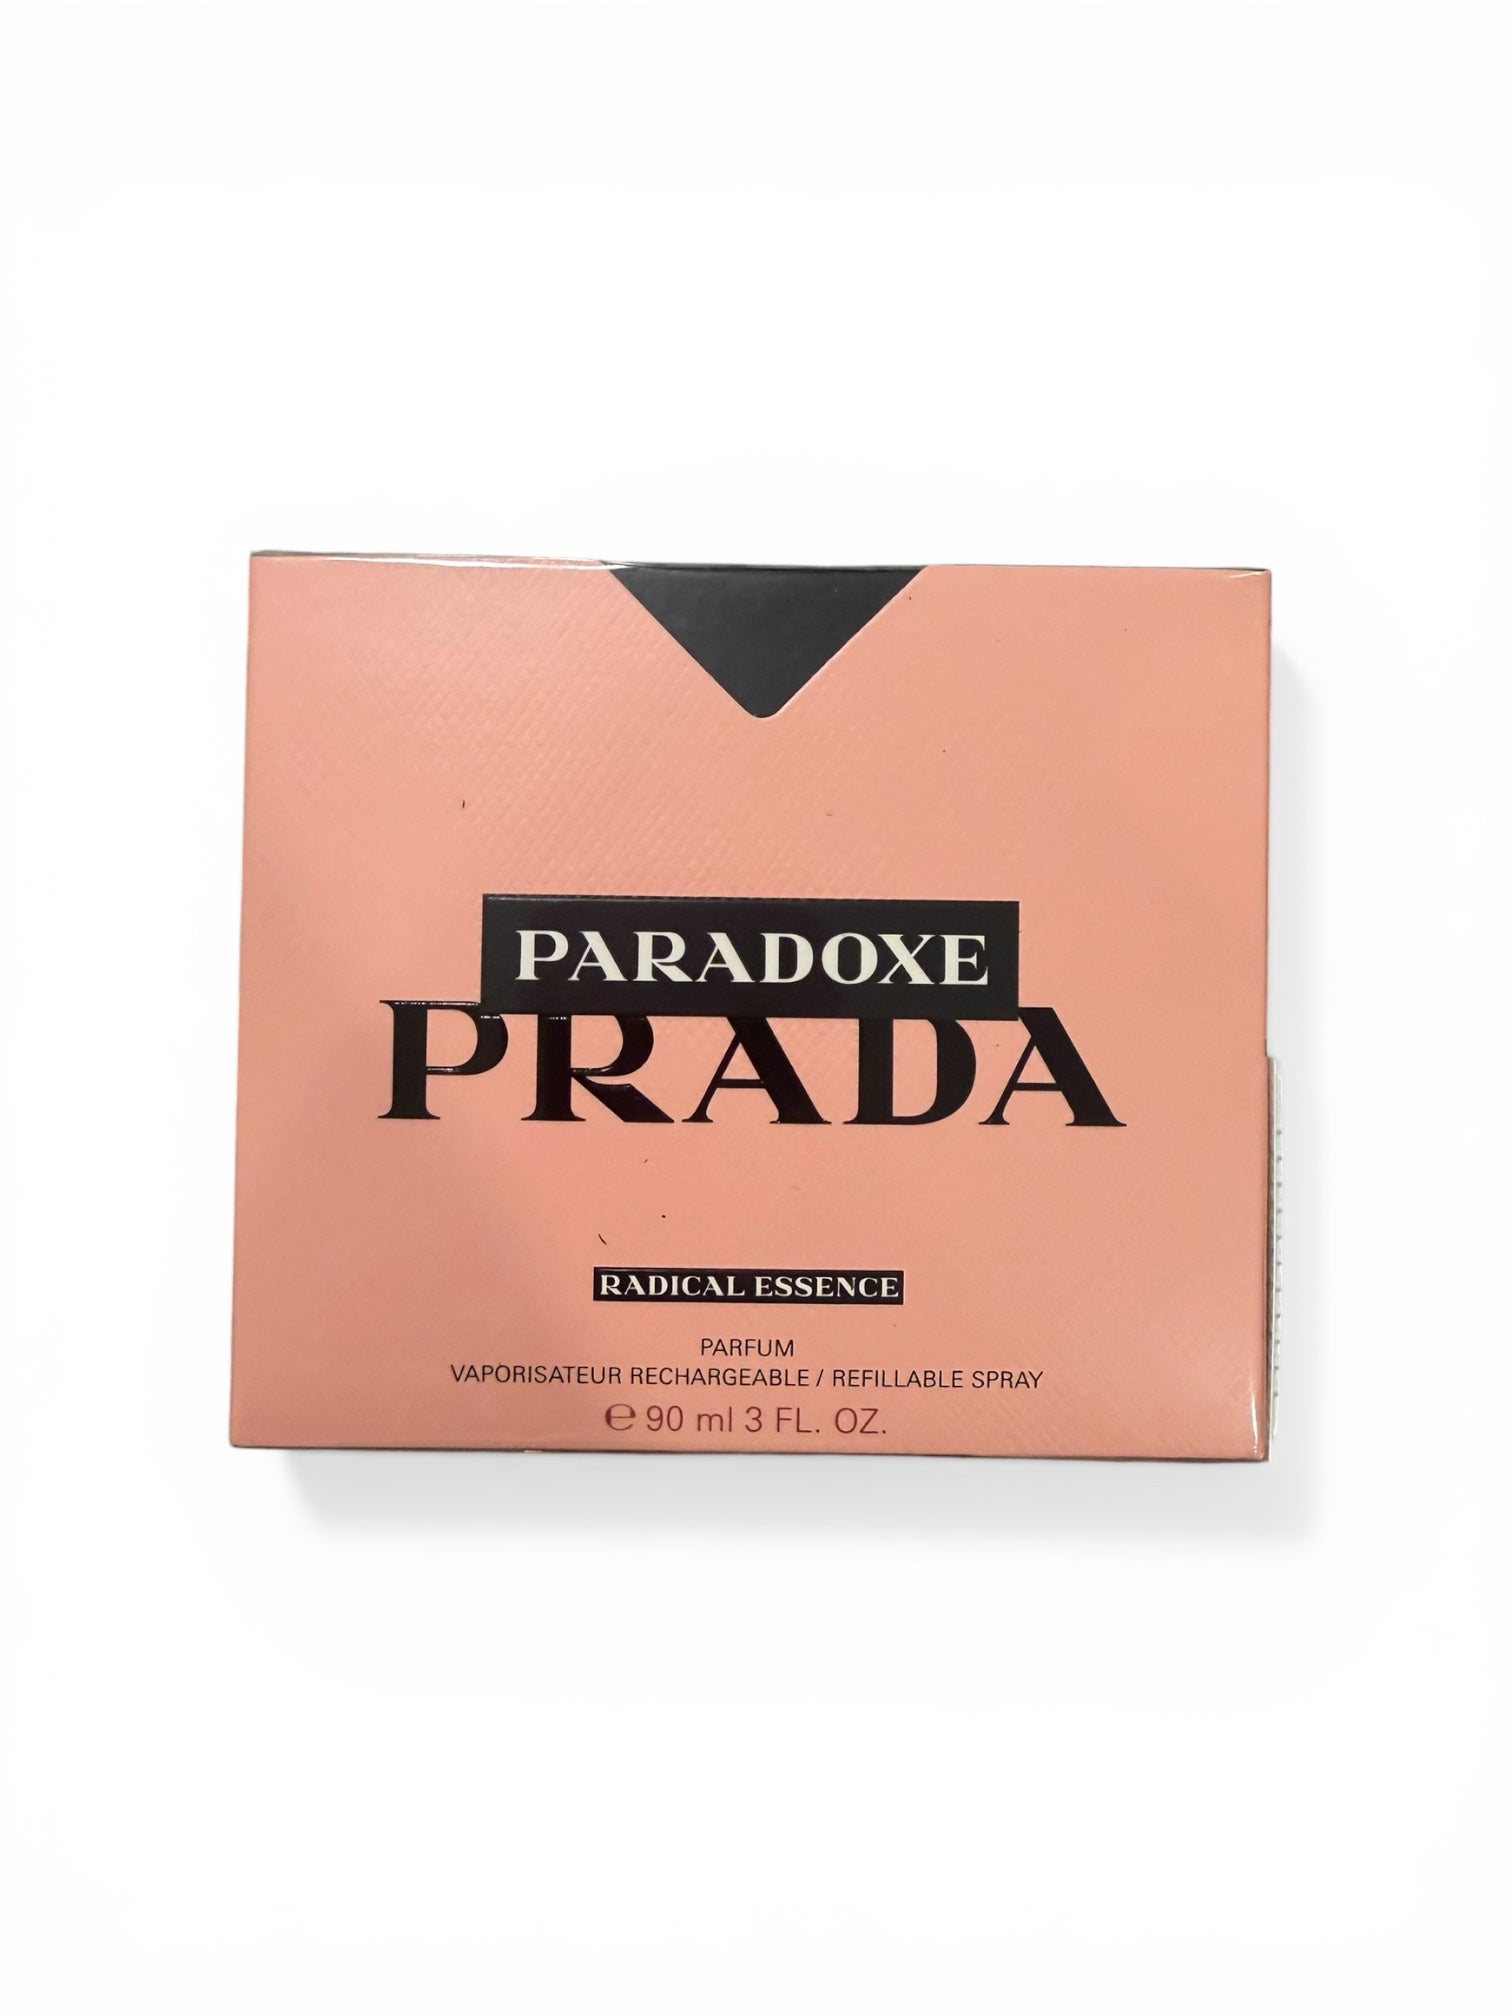 PARADOXE
PRADA
RADICAL ESSENCE
PARFUM
VAPORISATEUR RECHARGEABLE / REFILLABLE SPRAY
℮ 90 ml 3 FL. OZ.